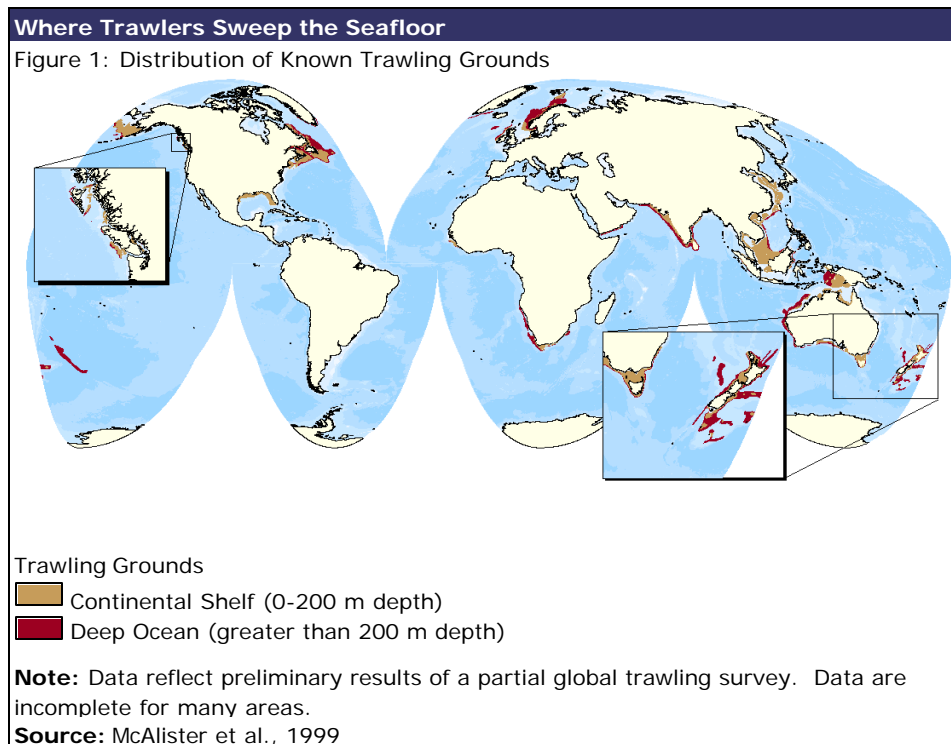 Where Trawlers Sweep the Seafloor
Figure 1: Distribution of Known Trawling Grounds
Trawling Grounds
Continental Shelf (0-200 m depth)
Deep Ocean (greater than 200 m depth)
Note: Data reflect preliminary results of a partial global trawling survey. Data are
incomplete for many areas.
Source: McAlister et al., 1999